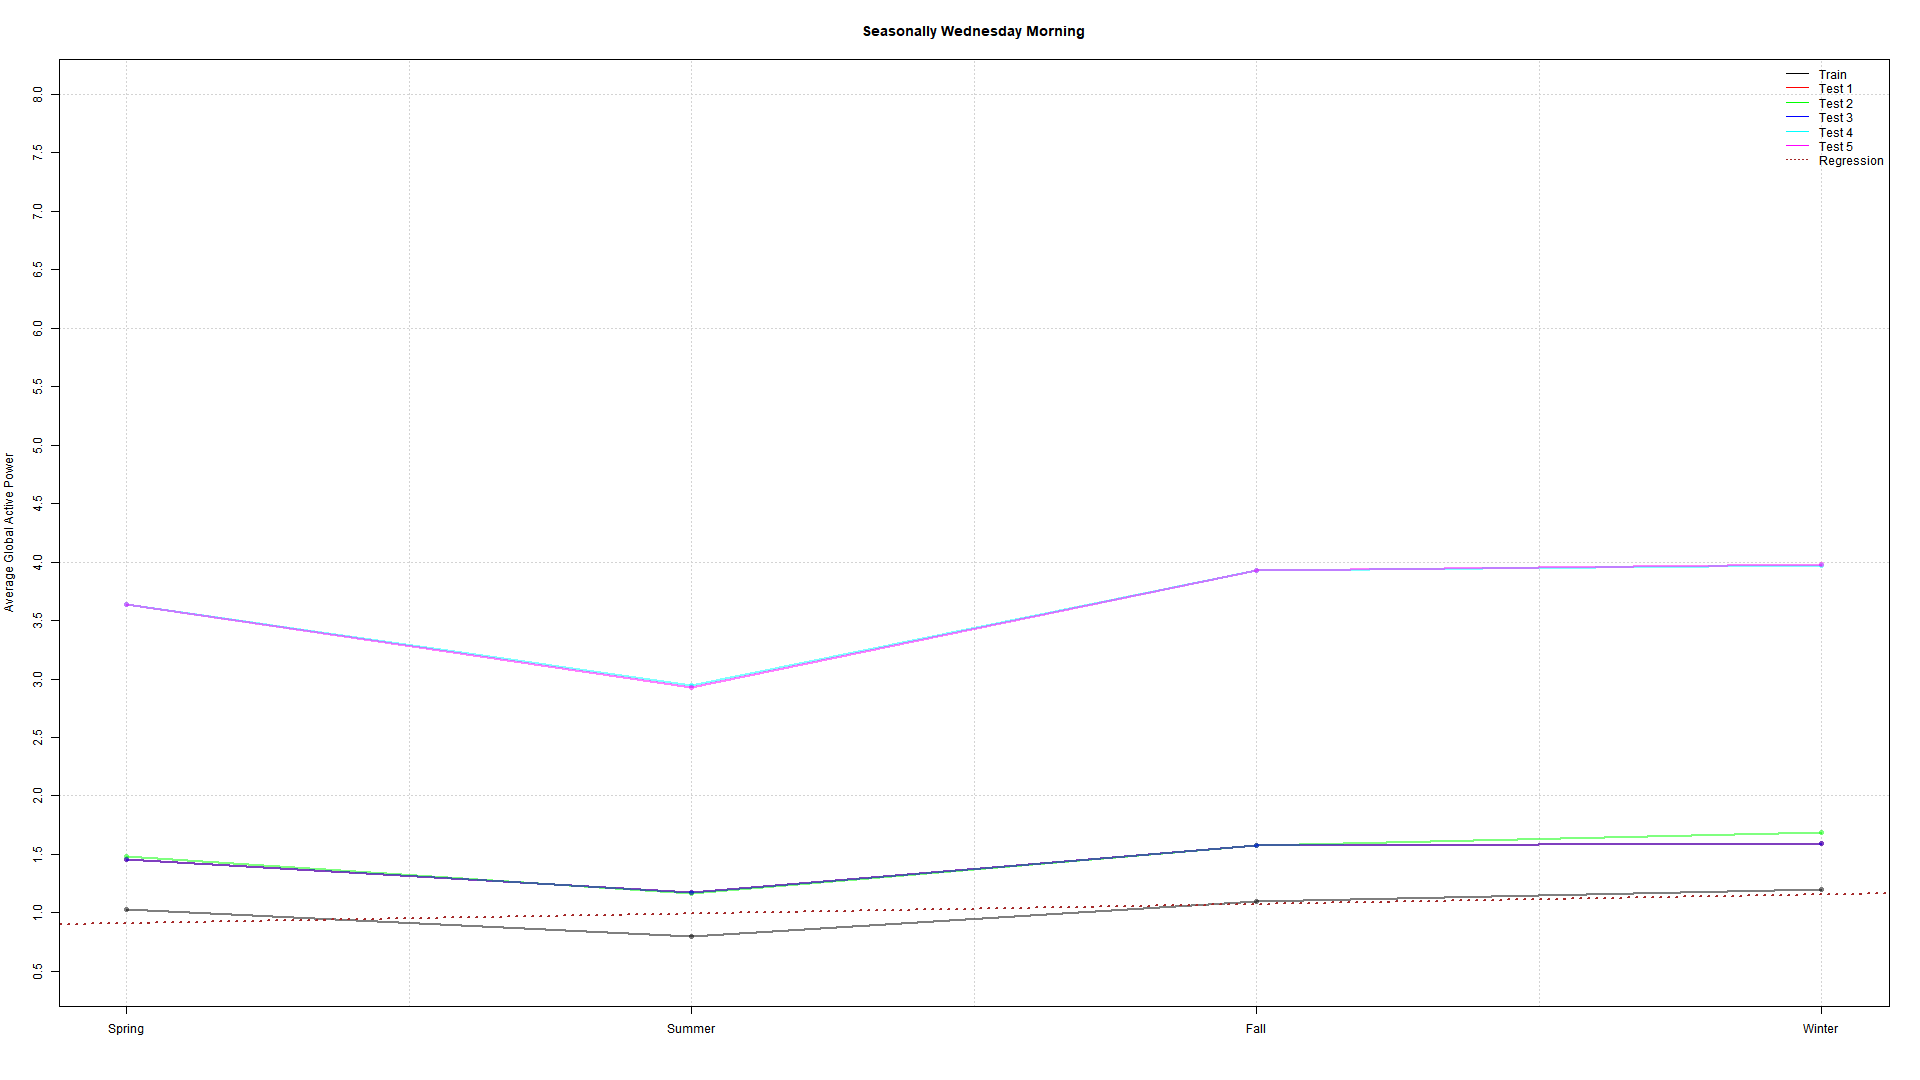 Seasonally Wednesday Morning
Train
Test 1
Test 2
Test 3
Test 4
Test 5
Regression
Average Global Active Power
8.0
7.5
7.0
6.5
6.0
5.5
5.0
4.5
4.0
3.5
3.0
2.5
2.0
1.5
1.0
0.5
Spring Summer Fall Winter